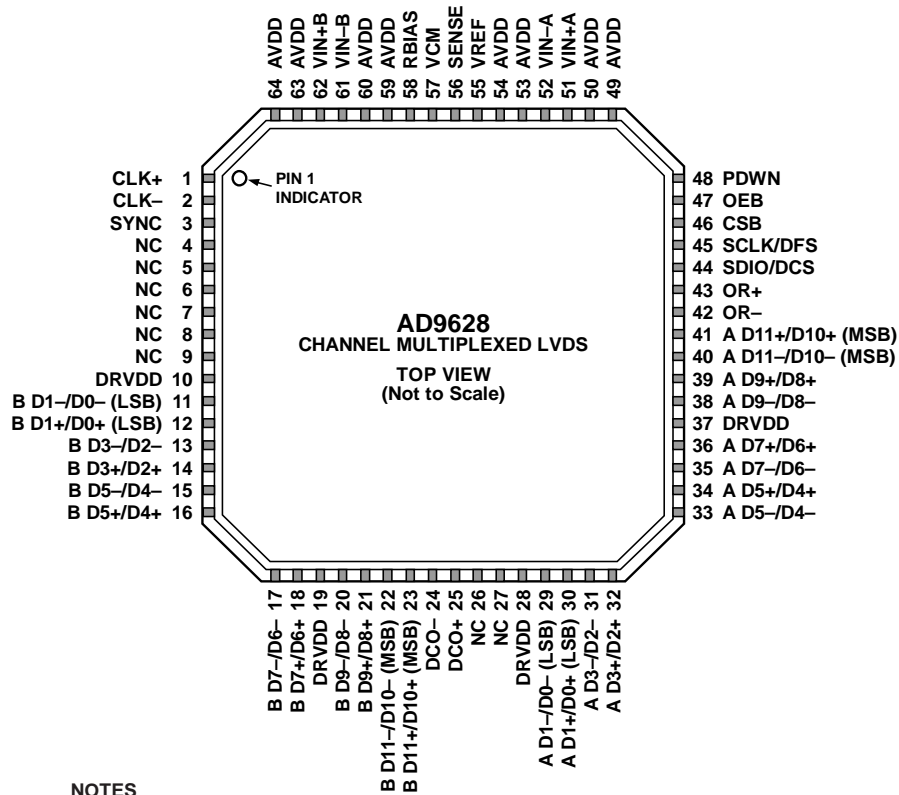 64 AVDD
63 AVDD
62 VIN+B
61 VIN–B
60 AVDD
59 AVDD
58 RBIAS
57 VCM
56 SENSE
55 VREF
54 AVDD
53 AVDD
52 VIN–A
51 VIN+A
50 AVDD
49 AVDD
CLK+ 1
CLK– 2
SYNC 3
NC 4
NC 5
NC 6
NC 7
NC 8
NC 9
DRVDD 10
B D1–/D0– (LSB) 11
B D1+/D0+ (LSB) 12
B D3–/D2– 13
B D3+/D2+ 14
B D5–/D4– 15
B D5+/D4+ 16
PIN 1
INDICATOR
AD9628
CHANNEL MULTIPLEXED LVDS
TOP VIEW
(Not to Scale)
48 PDWN
47 OEB
46 CSB
45 SCLK/DFS
44 SDIO/DCS
43 OR+
42 OR–
41 A D11+/D10+ (MSB)
40 A D11–/D10– (MSB)
39 A D9+/D8+
38 A D9–/D8–
37 DRVDD
36 A D7+/D6+
35 A D7–/D6–
34 A D5+/D4+
33 A D5–/D4–
B D7–/D6– 17
B D7+/D6+ 18
DRVDD 19
B D9–/D8– 20
B D9+/D8+ 21
B D11–/D10– (MSB) 22
B D11+/D10+ (MSB) 23
DCO– 24
DCO+ 25
NC 26
NC 27
DRVDD 28
A D1–/D0– (LSB) 29
A D1+/D0+ (LSB) 30
A D3–/D2– 31
A D3+/D2+ 32
NOTES